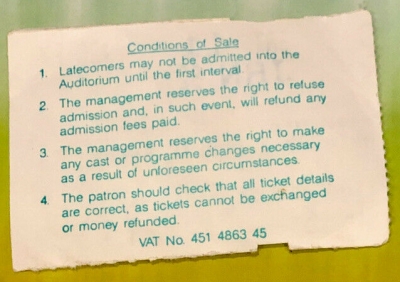 Conditions of Sale
1. Latecomers may not be admitted into the
Auditorium until the first interval.
2. The management reserves the right to refuse
admission and, in such event, will refund any
admission fees paid.
3. The management reserves the right to make
any cast or programme changes necessary
as a result of unforeseen circumstances.
4. The patron should check that all ticket details
are correct, as tickets cannot be exchanged
or money refunded.
VAT No. 451 4863 45